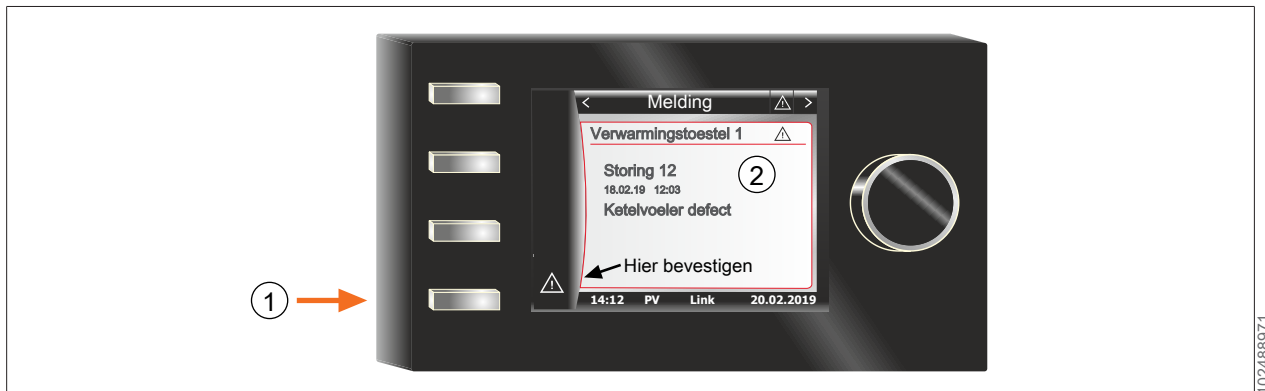 < Melding >
Verwarmingstoestel 1
Storing 12
18.02.19 12:03
Ketelvoeler defect
2
Hier bevestigen
1
14:12 PV Link 20.02.2019
102488971